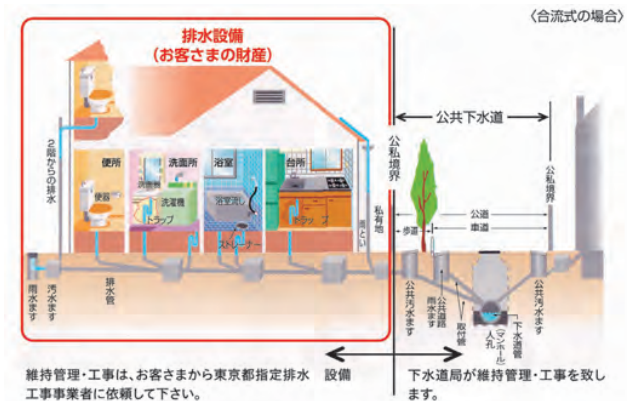 〈合流式の場合〉
排水設備
(お客さまの財産)
公共下水道
公私境界
公私境界
2階からの排水
便所
洗面所
浴室
台所
洗面器
便器
洗濯機
浴室流し
トラップ
トラップ
ストレーナー
雨とい
私有地
公道
歩道
車道
雨水ます
汚水ます
排水管
公共汚水ます
公共道路
雨水ます
取付管
人孔
(マンホール)
下水道管
公共汚水ます
維持管理・工事は、お客さまから東京都指定排水 設備
工事事業者に依頼して下さい。
下水道局が維持管理・工事を致し
ます。